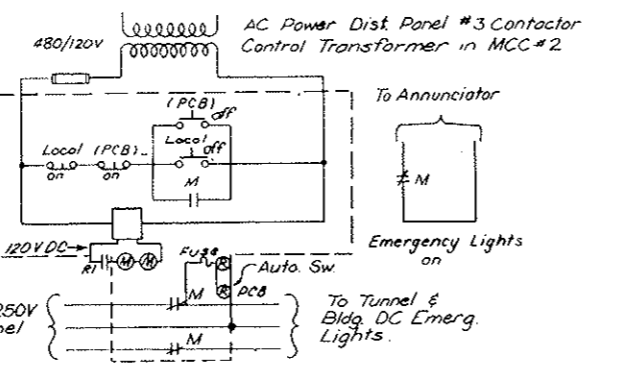 AC Power Dist. Panel #3 Contactor
480/120V
Control Transformer in MCC #2
(PCB)
off
To Annunciator
Local (PCB)
Local off
on on
M
M
120V DC
R1 M M
Emergency Lights
on
Fuse
R
Auto. Sw.
R PCB
M
250V
To Tunnel &
Bldg. DC Emerg.
Lights.
M